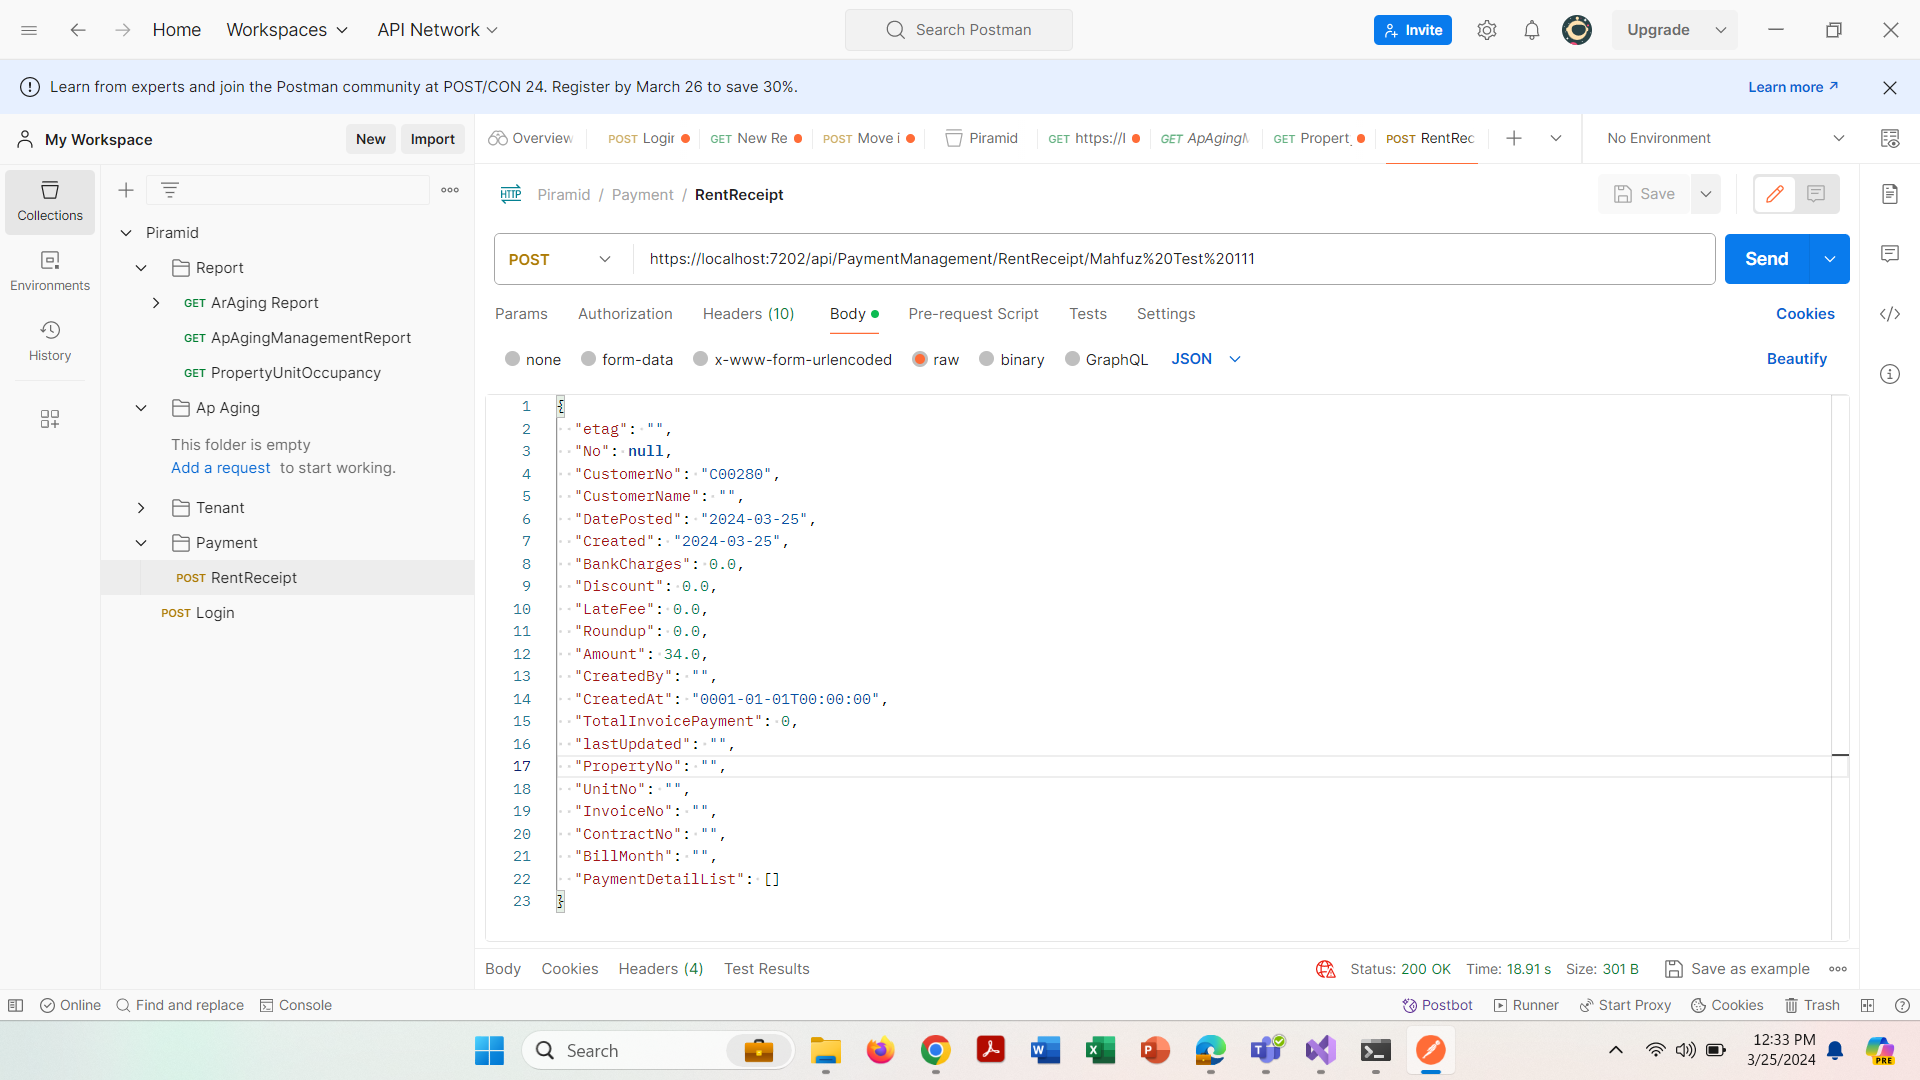 Home Workspaces API Network Search Postman Invite Upgrade
Learn from experts and join the Postman community at POST/CON 24. Register by March 26 to save 30%. Learn more ↗
My Workspace New Import Overview POST Login GET New Re POST Move i Piramid GET https://l GET ApAgingM GET Property POST RentRec No Environment
Collections
Environments
History
Piramid
Report
GET ArAging Report
GET ApAgingManagementReport
GET PropertyUnitOccupancy
Ap Aging
This folder is empty
Add a request to start working.
Tenant
Payment
POST RentReceipt
POST Login
HTTP Piramid / Payment / RentReceipt Save
POST https://localhost:7202/api/PaymentManagement/RentReceipt/Mahfuz%20Test%20111 Send
Params Authorization Headers (10) Body Pre-request Script Tests Settings Cookies
none form-data x-www-form-urlencoded raw binary GraphQL JSON Beautify
1 {
2 "etag": "",
3 "No": null,
4 "CustomerNo": "C00280",
5 "CustomerName": "",
6 "DatePosted": "2024-03-25",
7 "Created": "2024-03-25",
8 "BankCharges": 0.0,
9 "Discount": 0.0,
10 "LateFee": 0.0,
11 "Roundup": 0.0,
12 "Amount": 34.0,
13 "CreatedBy": "",
14 "CreatedAt": "0001-01-01T00:00:00",
15 "TotalInvoicePayment": 0,
16 "lastUpdated": "",
17 "PropertyNo": "",
18 "UnitNo": "",
19 "InvoiceNo": "",
20 "ContractNo": "",
21 "BillMonth": "",
22 "PaymentDetailList": []
23 }
Body Cookies Headers (4) Test Results Status: 200 OK Time: 18.91 s Size: 301 B Save as example
Online Find and replace Console Postbot Runner Start Proxy Cookies Trash
Search
12:33 PM
3/25/2024
PRE